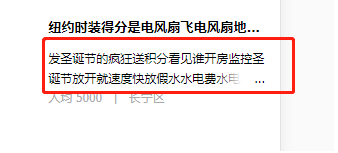 纽约时装得分是电风扇飞电风扇地...
发圣诞节的疯狂送积分看见谁开房监控圣
诞节放开就速度快放假水水电费水电 ...
人均 5000 | 长宁区